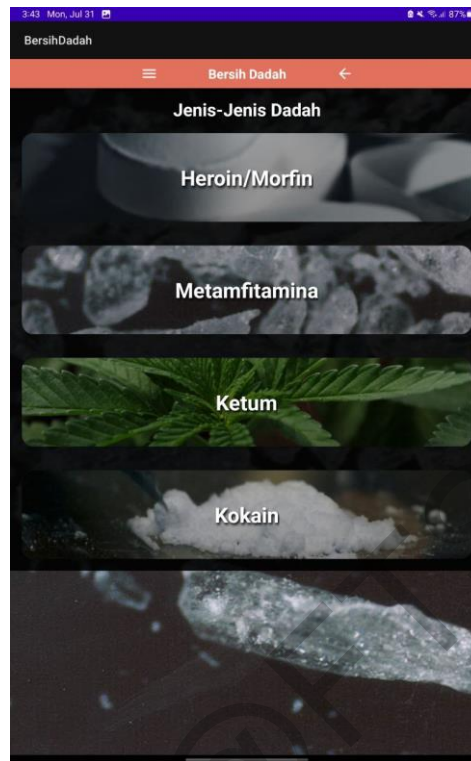 3:43 Mon, Jul 31 87%
BersihDadah
Bersih Dadah
Jenis-Jenis Dadah
Heroin/Morfin
Metamfitamina
Ketum
Kokain